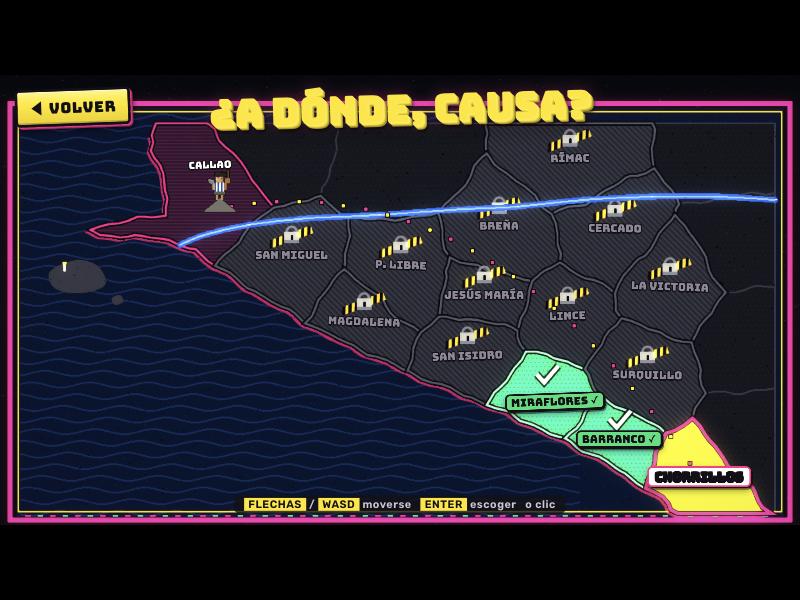 VOLVER
¿A DÓNDE, CAUSA?
CALLAO
RÍMAC
BREÑA
CERCADO
SAN MIGUEL
P. LIBRE
LA VICTORIA
JESÚS MARÍA
LINCE
MAGDALENA
SAN ISIDRO
SURQUILLO
MIRAFLORES ✓
BARRANCO ✓
CHORRILLOS
FLECHAS / WASD moverse ENTER escoger o clic